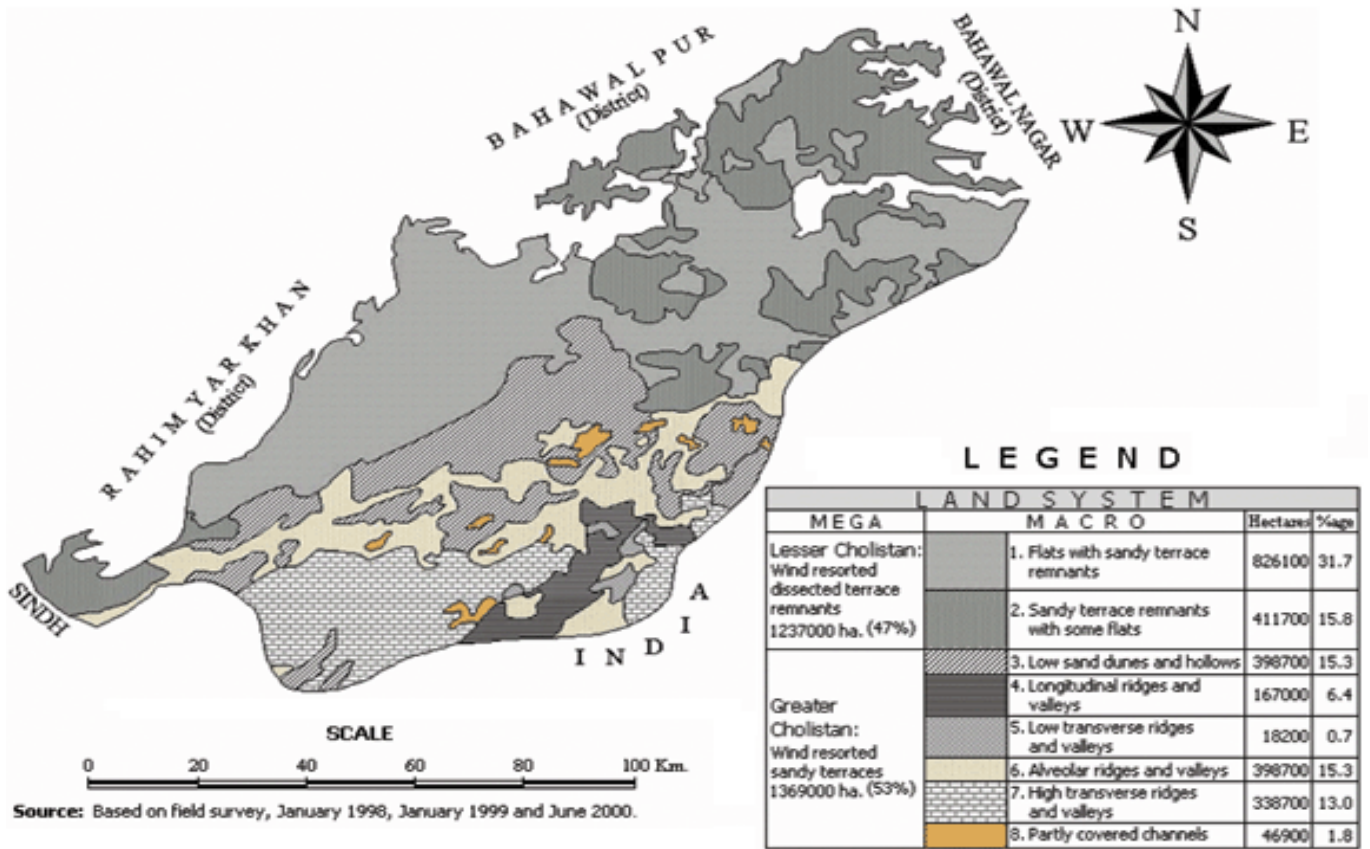 N
W E
S
BAHAWALPUR
(District)
BAHAWAL NAGAR
(District)
RAHIM YAR KHAN
(District)
SINDH
INDIA
SCALE
0 20 40 60 80 100 Km.
Source: Based on field survey, January 1998, January 1999 and June 2000.
LEGEND
LAND SYSTEM
MEGA MACRO Hectares %age
Lesser Cholistan:
Wind resorted
dissected terrace
remnants
1237000 ha. (47%)
1. Flats with sandy terrace
remnants
826100 31.7
2. Sandy terrace remnants
with some flats
411700 15.8
Greater
Cholistan:
Wind resorted
sandy terraces
1369000 ha. (53%)
3. Low sand dunes and hollows 398700 15.3
4. Longitudinal ridges and
valleys
167000 6.4
5. Low transverse ridges
and valleys
18200 0.7
6. Alveolar ridges and valleys 398700 15.3
7. High transverse ridges
and valleys
338700 13.0
8. Partly covered channels 46900 1.8